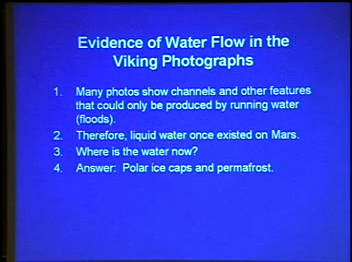 Evidence of Water Flow in the
Viking Photographs
1. Many photos show channels and other features
that could only be produced by running water
(floods).
2. Therefore, liquid water once existed on Mars.
3. Where is the water now?
4. Answer: Polar ice caps and permafrost.